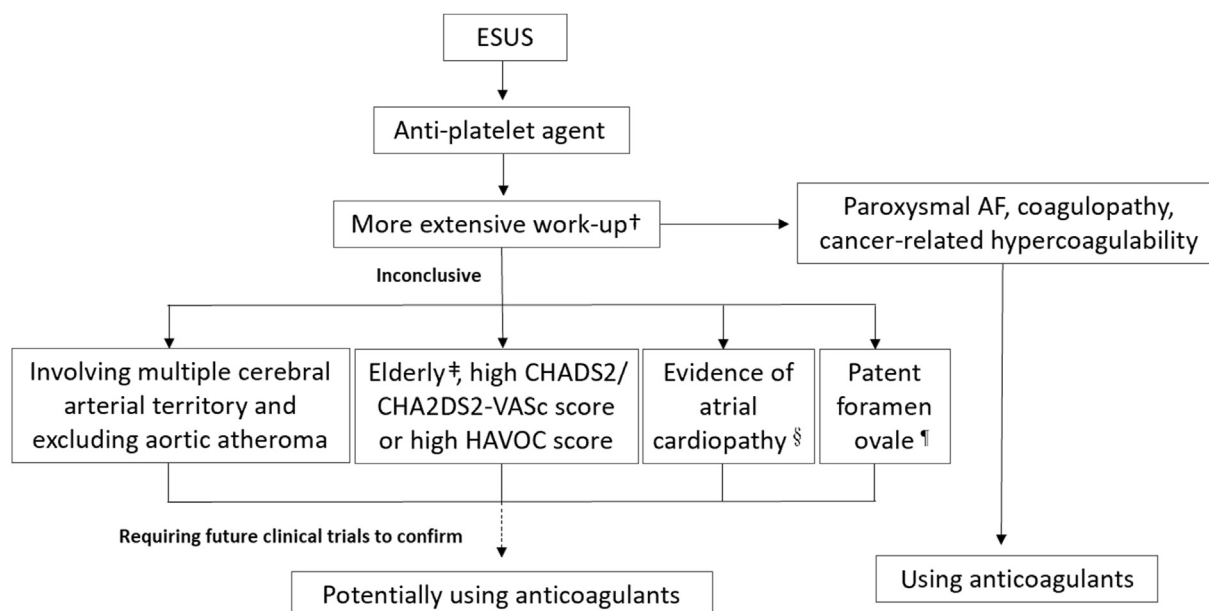 ESUS
Anti-platelet agent
More extensive work-up†
Paroxysmal AF, coagulopathy,
cancer-related hypercoagulability
Inconclusive
Involving multiple cerebral
arterial territory and
excluding aortic atheroma
Elderly‡, high CHADS2/
CHA2DS2-VASc score
or high HAVOC score
Evidence of
atrial
cardiopathy §
Patent
foramen
ovale ¶
Requiring future clinical trials to confirm
Potentially using anticoagulants
Using anticoagulants